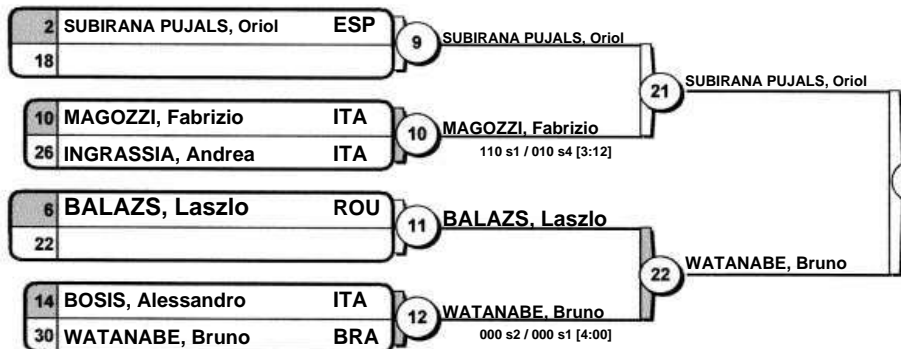 2 SUBIRANA PUJALS, Oriol ESP
18
9 SUBIRANA PUJALS, Oriol
21 SUBIRANA PUJALS, Oriol
10 MAGOZZI, Fabrizio ITA
26 INGRASSIA, Andrea ITA
10 MAGOZZI, Fabrizio
110 s1 / 010 s4 [3:12]
6 BALAZS, Laszlo ROU
22
11 BALAZS, Laszlo
22 WATANABE, Bruno
14 BOSIS, Alessandro ITA
30 WATANABE, Bruno BRA
12 WATANABE, Bruno
000 s2 / 000 s1 [4:00]